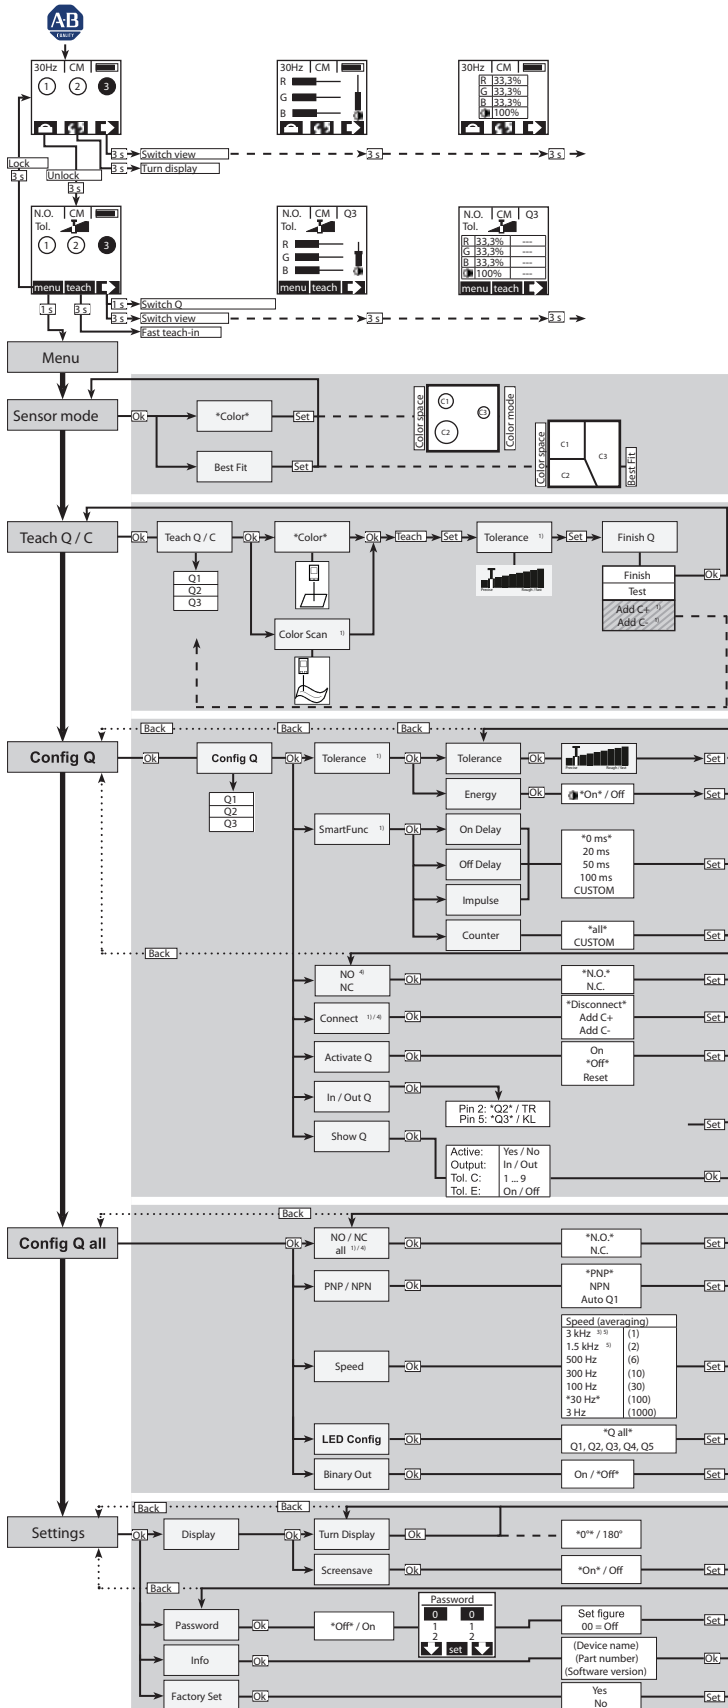 AB
QUALITY
30Hz CM
1 2 3
30Hz CM
R
G
B
30Hz CM
R 33,3%
G 33,3%
B 33,3%
100%
3 s Switch view 3 s 3 s
3 s Turn display
Lock
3 s
Unlock
3 s
N.O. CM
Tol.
1 2 3
menu teach
N.O. CM Q3
Tol.
R
G
B
menu teach
N.O. CM Q3
Tol.
R 33,3% ---
G 33,3% ---
B 33,3% ---
100% ---
menu teach
1 s 3 s
1 s Switch Q
3 s Switch view 3 s 3 s
Fast teach-in
Menu
Sensor mode
Ok
*Color*
Set
Color space
C1
C2
C3
Color mode
Best Fit
Set
Color space
C1
C2
C3
Best Fit
Teach Q / C
Ok
Teach Q / C
Q1
Q2
Q3
Ok
*Color*
Color Scan 1)
Ok
Teach
Set
Tolerance 1)
Precise
Set
Finish Q
Finish
Ok
Test
Add C+ 1)
Add C-
Back Back Back
Config Q
Ok
Config Q
Q1
Q2
Q3
Ok
Tolerance 1)
Ok
Tolerance
Ok
Precise
Set
Energy
Ok
*On* / Off
Set
SmartFunc 1)
Ok
On Delay
Off Delay
Impulse
*0 ms*
20 ms
50 ms
100 ms
CUSTOM
Set
Counter
*all*
CUSTOM
Set
Back
NO 4)
NC
Ok
*N.O.*
N.C.
Set
Connect 1) / 4)
Ok
*Disconnect*
Add C+
Add C-
Set
Activate Q
Ok
On
*Off*
Reset
Set
In / Out Q
Ok
Pin 2: *Q2* / TR
Pin 5: *Q3* / KL
Set
Show Q
Ok
Active: Yes / No
Output: In / Out
Tol. C: 1 ... 9
Tol. E: On / Off
Ok
Back
Config Q all
Ok
NO / NC
all 1) / 4)
Ok
*N.O.*
N.C.
Set
PNP / NPN
Ok
*PNP*
NPN
Auto Q1
Set
Speed
Ok
Speed (averaging)
3 kHz 3) 5) (1)
1.5 kHz 5) (2)
500 Hz (6)
300 Hz (10)
100 Hz (30)
*30 Hz* (100)
3 Hz (1000)
Set
LED Config
Ok
*Q all*
Q1, Q2, Q3, Q4, Q5
Set
Binary Out
Ok
On / *Off*
Set
Back Back
Settings
Ok
Display
Ok
Turn Display
Ok
*0°* / 180°
Screensave
Ok
*On* / Off
Set
Back
Password
Ok
*Off* / On
Password
0 0
1 1
2 2
set
Set figure
00 = Off
Set
Info
Ok
(Device name)
(Part number)
(Software version)
Ok
Factory Set
Ok
Yes
No
Set